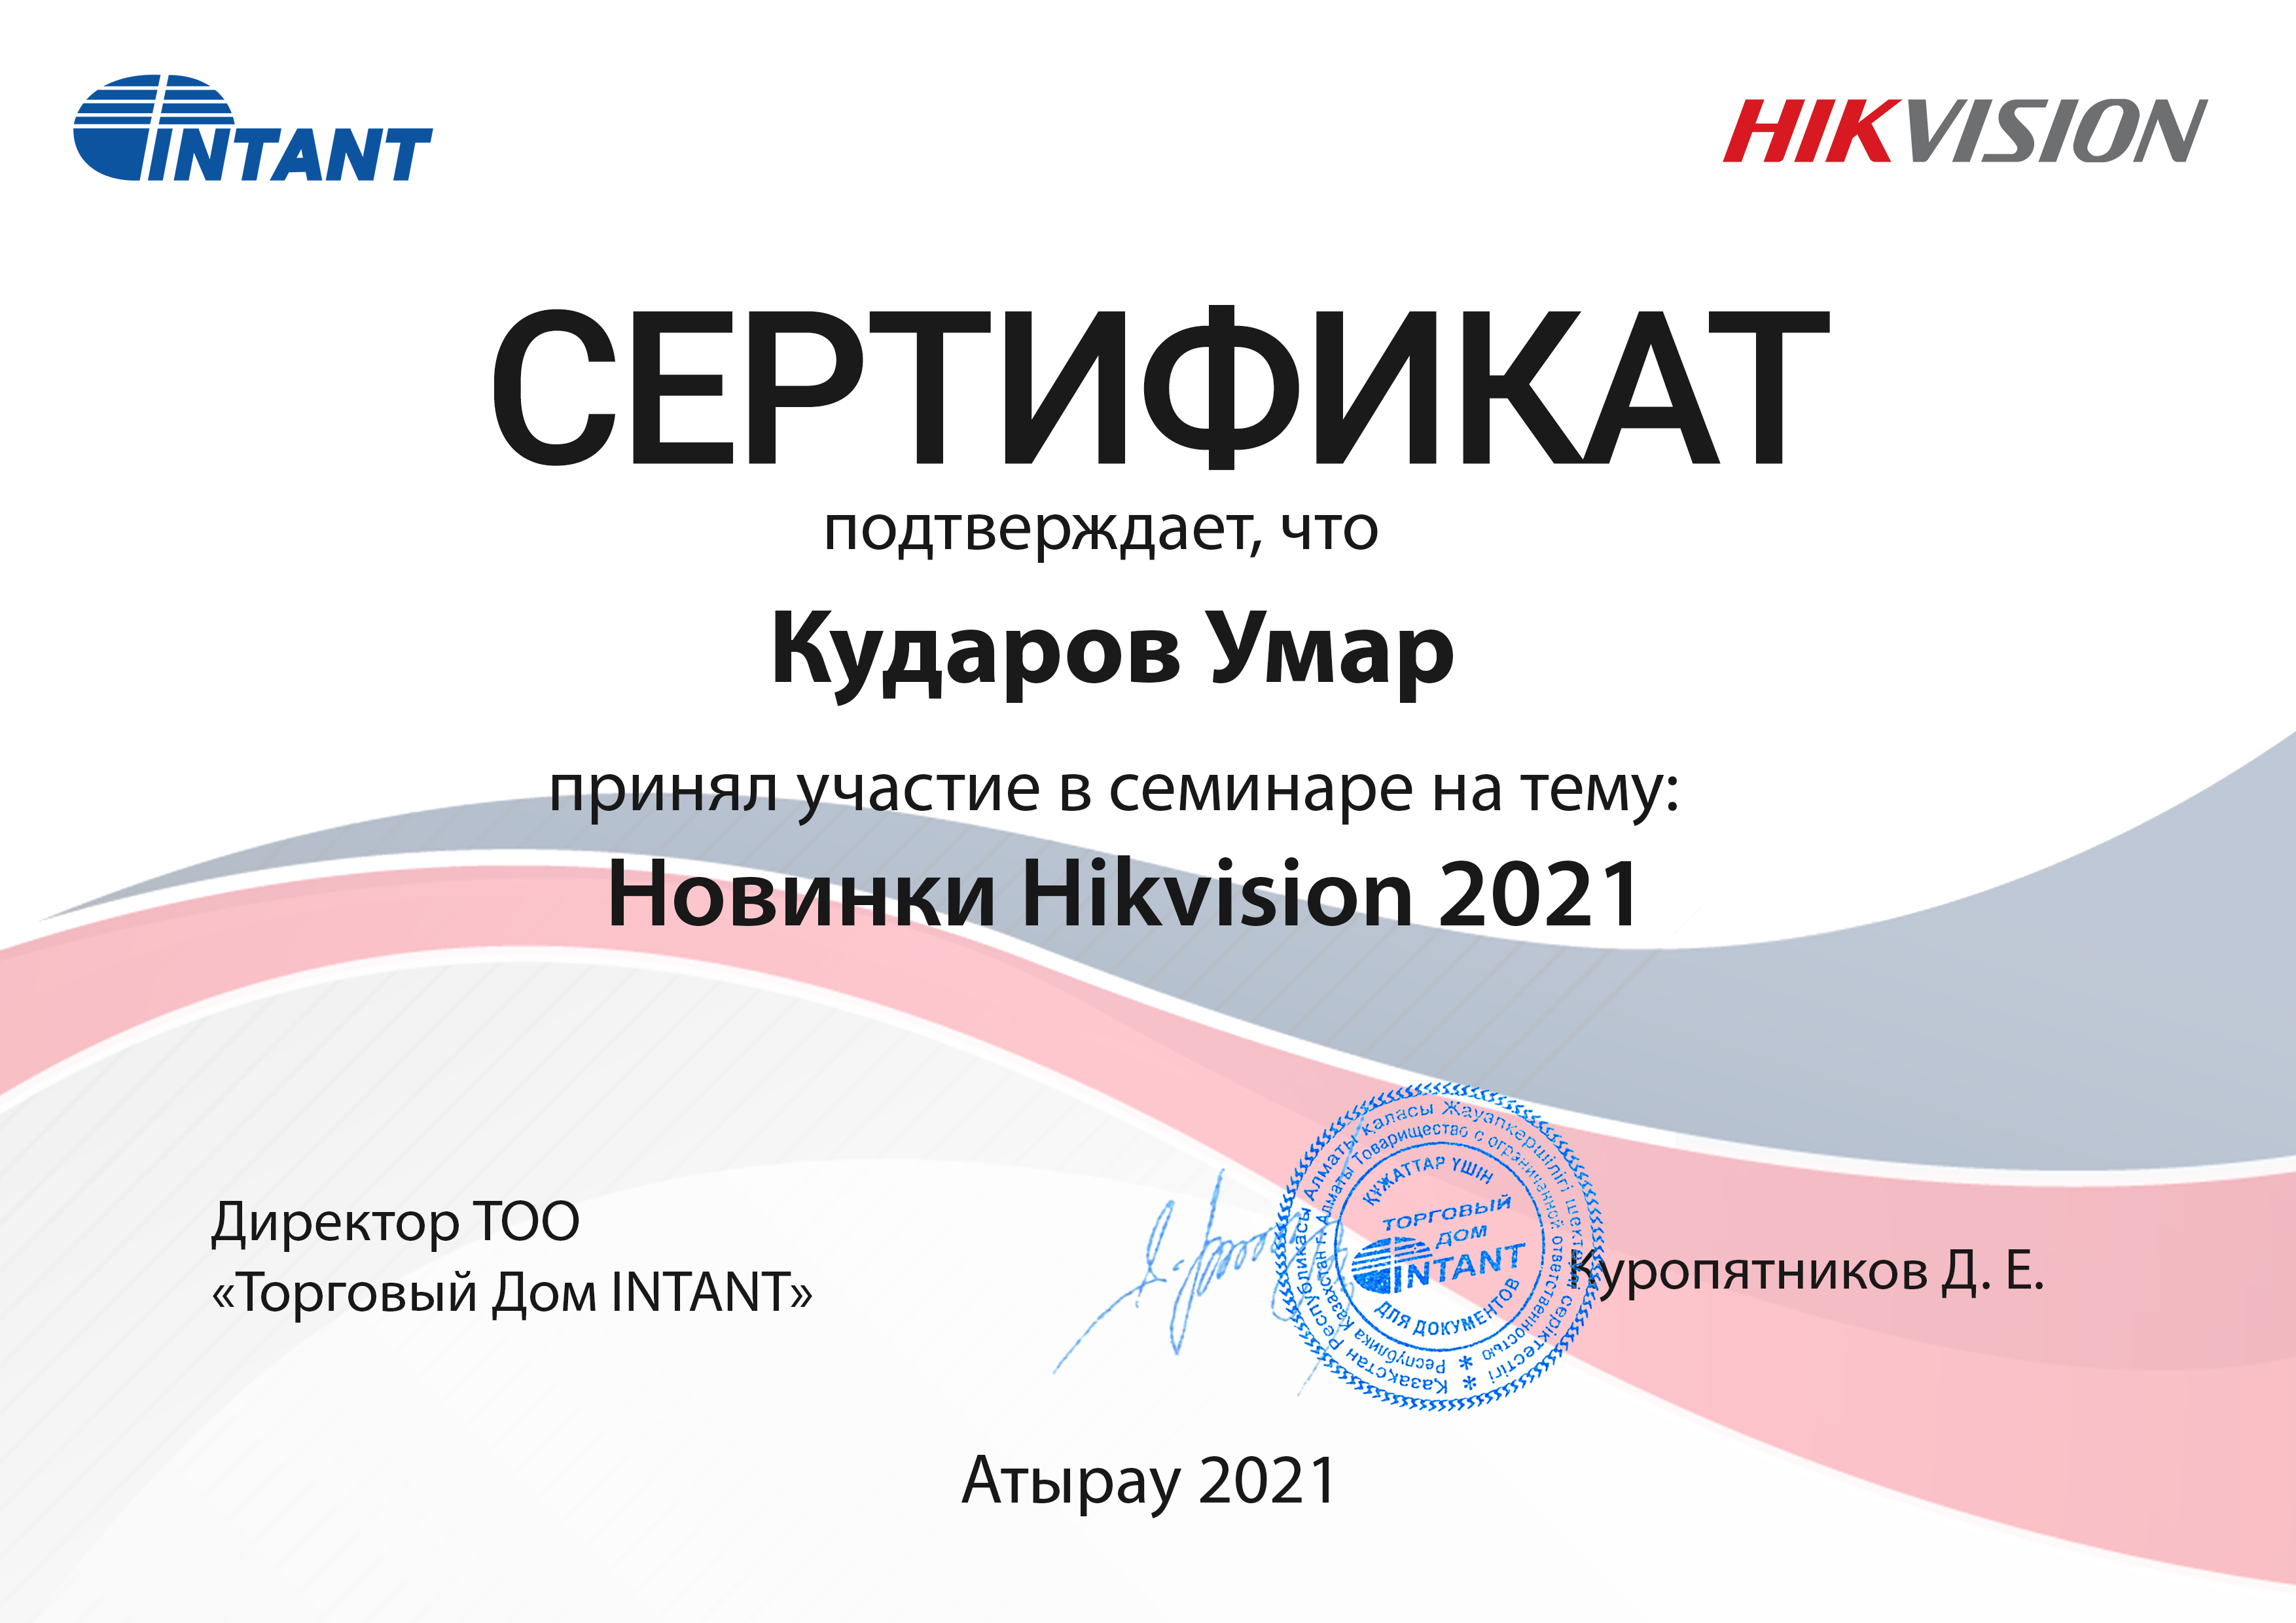 INTANT
HIKVISION
СЕРТИФИКАТ
подтверждает, что
Кударов Умар
принял участие в семинаре на тему:
Новинки Hikvision 2021
Директор ТОО
«Торговый Дом INTANT»
Қазақстан Республикасы Алматы қаласы Жауапкершілігі шектеулі серіктестігі
Республика Казахстан г. Алматы Товарищество с ограниченной ответственностью
ҚҰЖАТТАР ҮШІН
ТОРГОВЫЙ
ДОМ
INTANT
ДЛЯ ДОКУМЕНТОВ
Куропятников Д. Е.
Атырау 2021